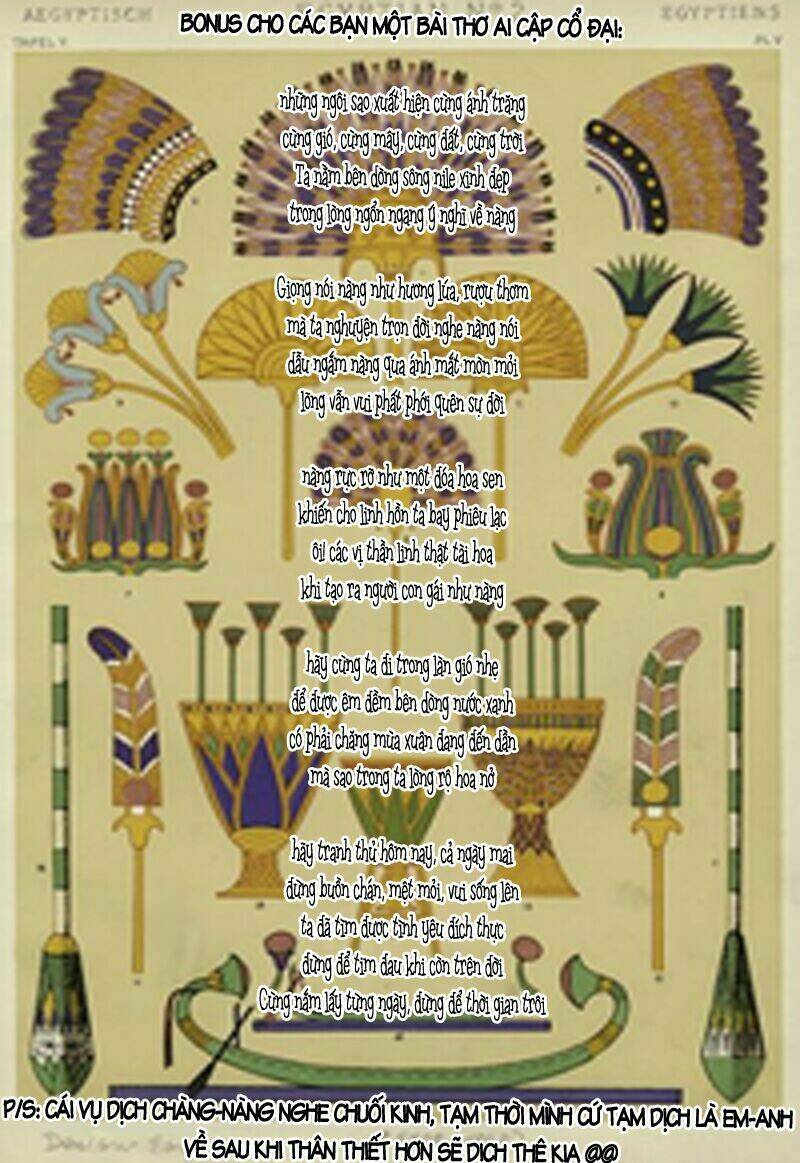 AEGYPTISCH EGYPTIAN Nº 2 EGYPTIENS
TAFEL V PL V
BONUS CHO CÁC BẠN MỘT BÀI THƠ AI CẬP CỔ ĐẠI:
những ngôi sao xuất hiện cùng ánh trăng
cùng gió, cùng mây, cùng đất, cùng trời
Ta nằm bên dòng sông nile xinh đẹp
trong lòng ngổn ngang ý nghĩ về nàng
Giọng nói nàng như hương lúa, rượu thơm
mà ta nghuyện trọn đời nghe nàng nói
dẫu ngắm nàng qua ánh mắt mòn mỏi
lòng vẫn vui phất phới quên sự đời
nàng rực rỡ như một đóa hoa sen
khiến cho linh hồn ta bay phiêu lạc
ôi! các vị thần linh thật tài hoa
khi tạo ra người con gái như nàng
hãy cùng ta đi trong làn gió nhẹ
để được êm đềm bên dòng nước xanh
có phải chăng mùa xuân đang đến dần
mà sao trong ta lòng rộ hoa nở
hãy tranh thủ hôm nay, cả ngày mai
đừng buồn chán, mệt mỏi, vui sống lên
ta đã tìm được tình yêu đích thực
đừng để tim đau khi còn trên đời
Cùng nắm lấy từng ngày, đừng để thời gian trôi
P/S: CÁI VỤ DỊCH CHÀNG-NÀNG NGHE CHUỐI KINH, TẠM THỜI MÌNH CỨ TẠM DỊCH LÀ EM-ANH
VỀ SAU KHI THÂN THIẾT HƠN SẼ DỊCH THÊ KIA @@